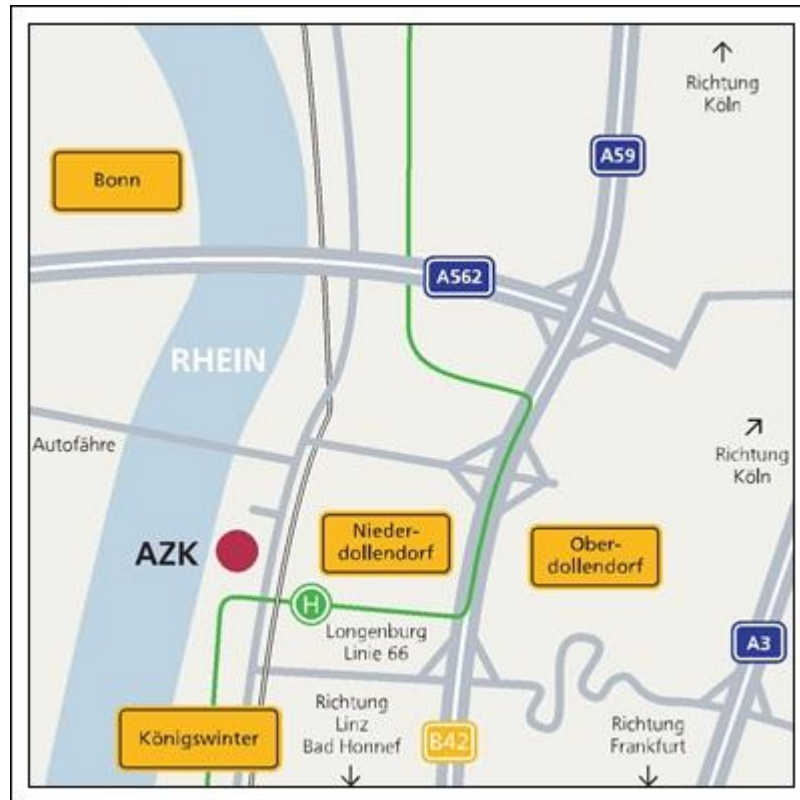 Richtung
Köln
A59
Bonn
A562
RHEIN
Autofähre
Richtung
Köln
AZK
Nieder-
dollendorf
Ober-
dollendorf
H
Longenburg
Linie 66
A3
Königswinter
Richtung
Linz
Bad Honnef
B42
Richtung
Frankfurt